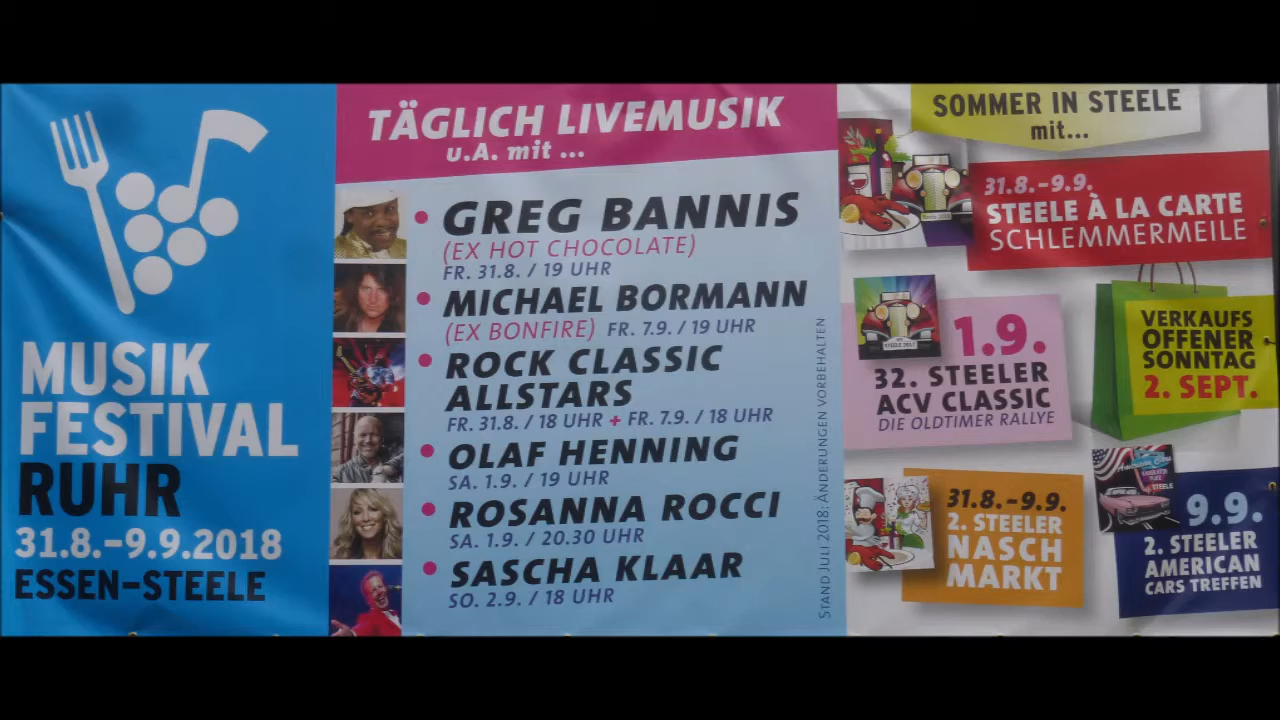 MUSIK
FESTIVAL
RUHR
31.8.-9.9.2018
ESSEN-STEELE
TÄGLICH LIVEMUSIK
u.A. mit ...
• GREG BANNIS
(EX HOT CHOCOLATE)
FR. 31.8. / 19 UHR
• MICHAEL BORMANN
(EX BONFIRE) FR. 7.9. / 19 UHR
• ROCK CLASSIC
ALLSTARS
FR. 31.8. / 18 UHR + FR. 7.9. / 18 UHR
• OLAF HENNING
SA. 1.9. / 19 UHR
• ROSANNA ROCCI
SA. 1.9. / 20.30 UHR
• SASCHA KLAAR
SO. 2.9. / 18 UHR
STAND JULI 2018: ÄNDERUNGEN VORBEHALTEN
SOMMER IN STEELE
mit...
31.8.-9.9.
STEELE À LA CARTE
SCHLEMMERMEILE
1.9.
32. STEELER
ACV CLASSIC
DIE OLDTIMER RALLYE
VERKAUFS
OFFENER
SONNTAG
2. SEPT.
31.8.-9.9.
2. STEELER
NASCH
MARKT
9.9.
2. STEELER
AMERICAN
CARS TREFFEN